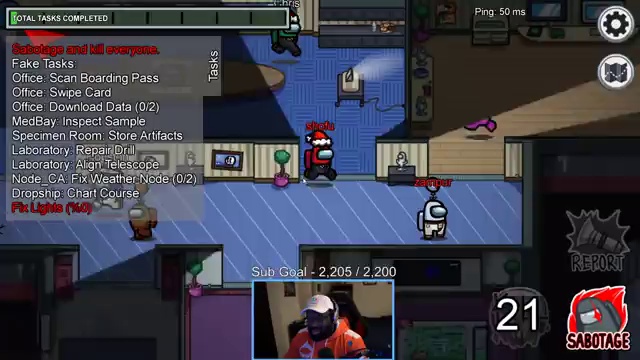 Chris
Ping: 50 ms
TOTAL TASKS COMPLETED
Sabotage and kill everyone.
Fake Tasks:
Office: Scan Boarding Pass
Office: Swipe Card
Office: Download Data (0/2)
MedBay: Inspect Sample
Specimen Room: Store Artifacts
Laboratory: Repair Drill
Laboratory: Align Telescope
Node_CA: Fix Weather Node (0/2)
Dropship: Chart Course
Tasks
zampur
REPORT
Sub Goal - 2,205 / 2,200
21
SABOTAGE